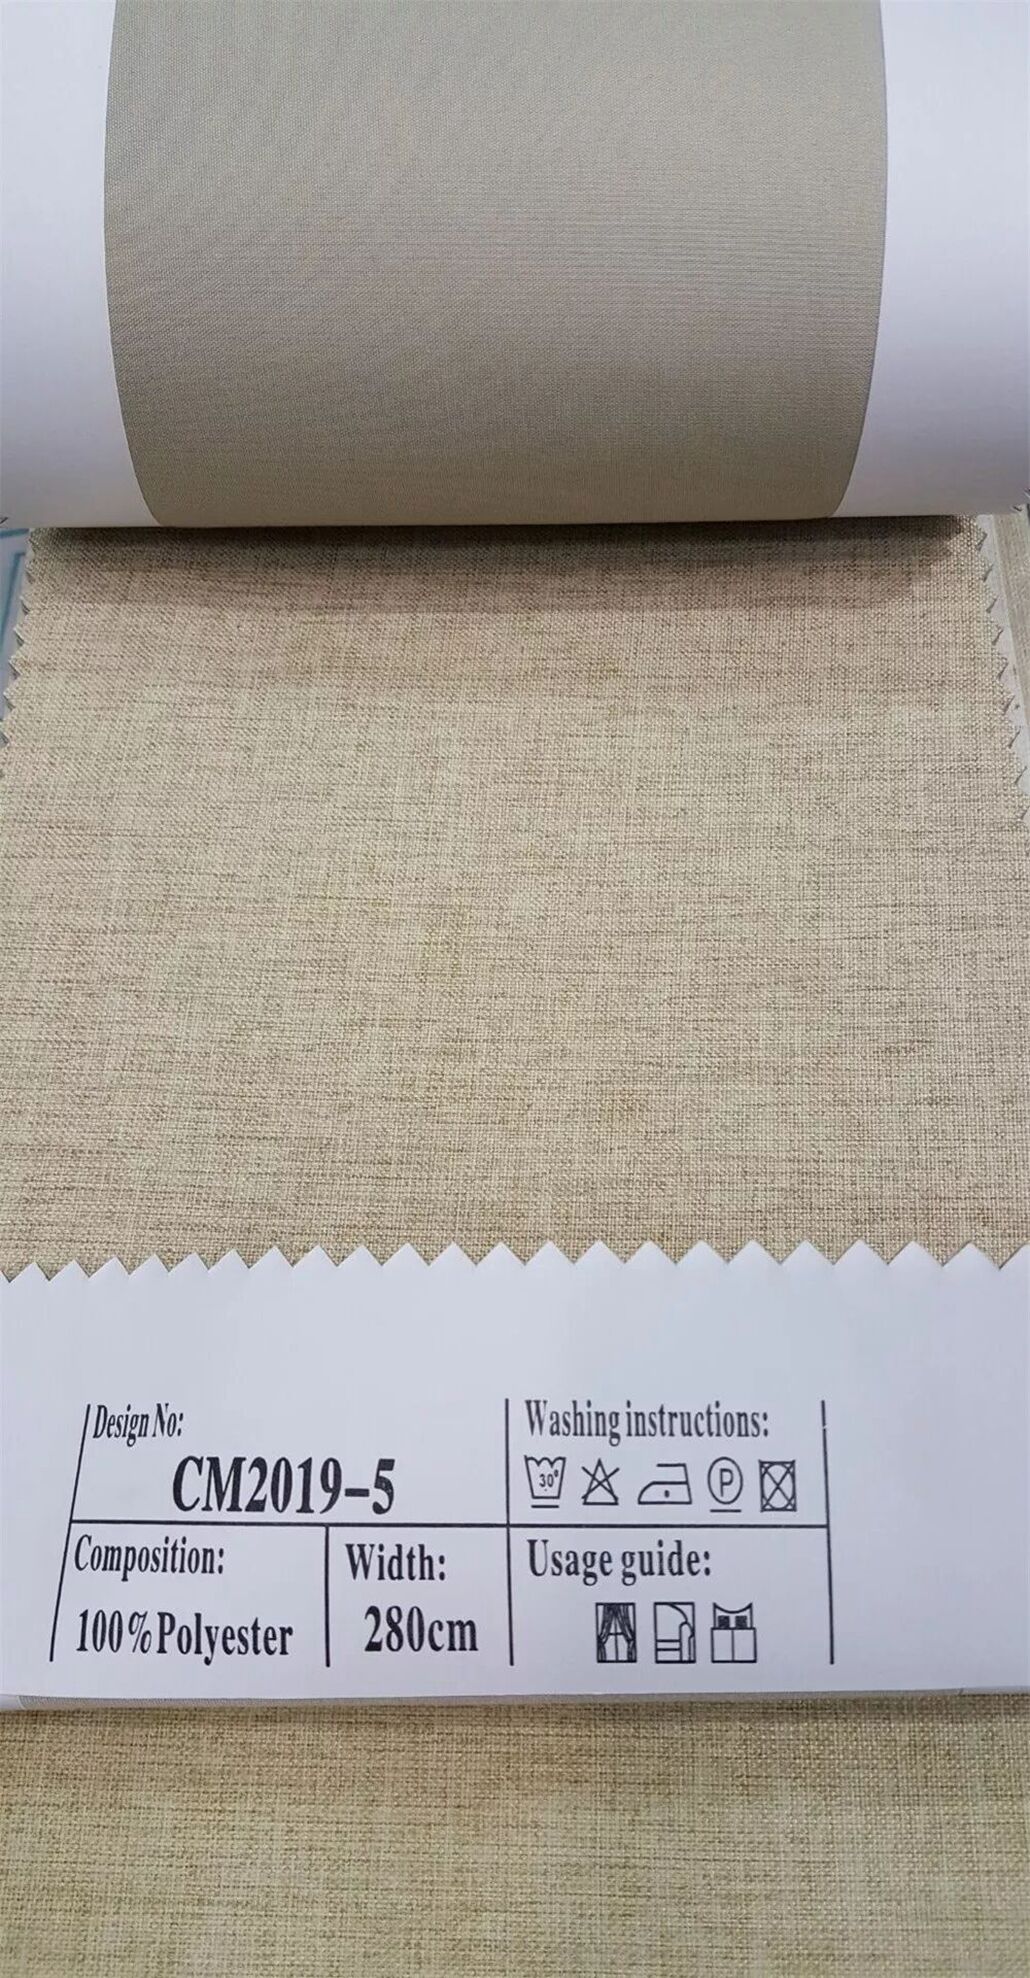 Design No:
CM2019-5
Washing instructions:
30°
P
Composition:
100%Polyester
Width:
280cm
Usage guide: